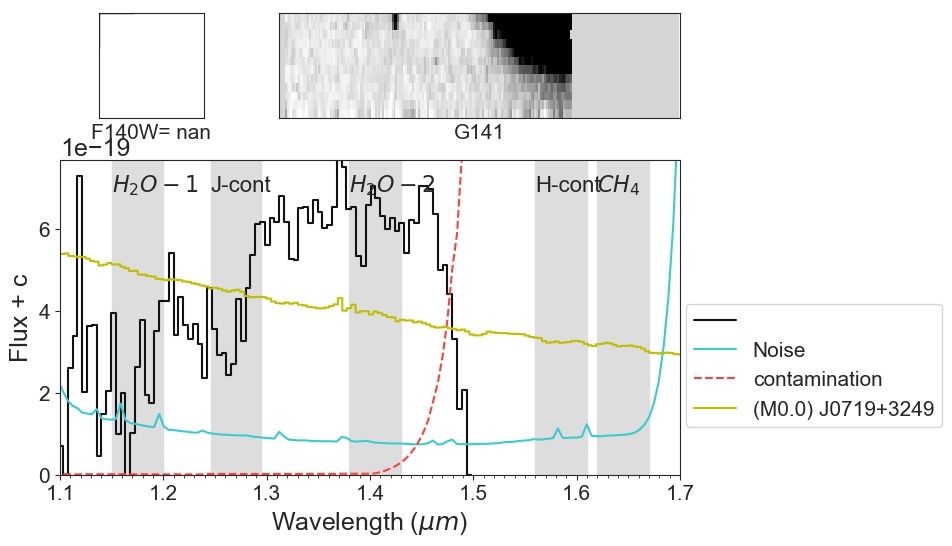 F140W= nan
G141
1e−19
H₂O − 1
J-cont
H₂O − 2
H-cont
CH₄
6
4
2
0
Flux + c
1.1
1.2
1.3
1.4
1.5
1.6
1.7
Wavelength (μm)
Noise
contamination
(M0.0) J0719+3249